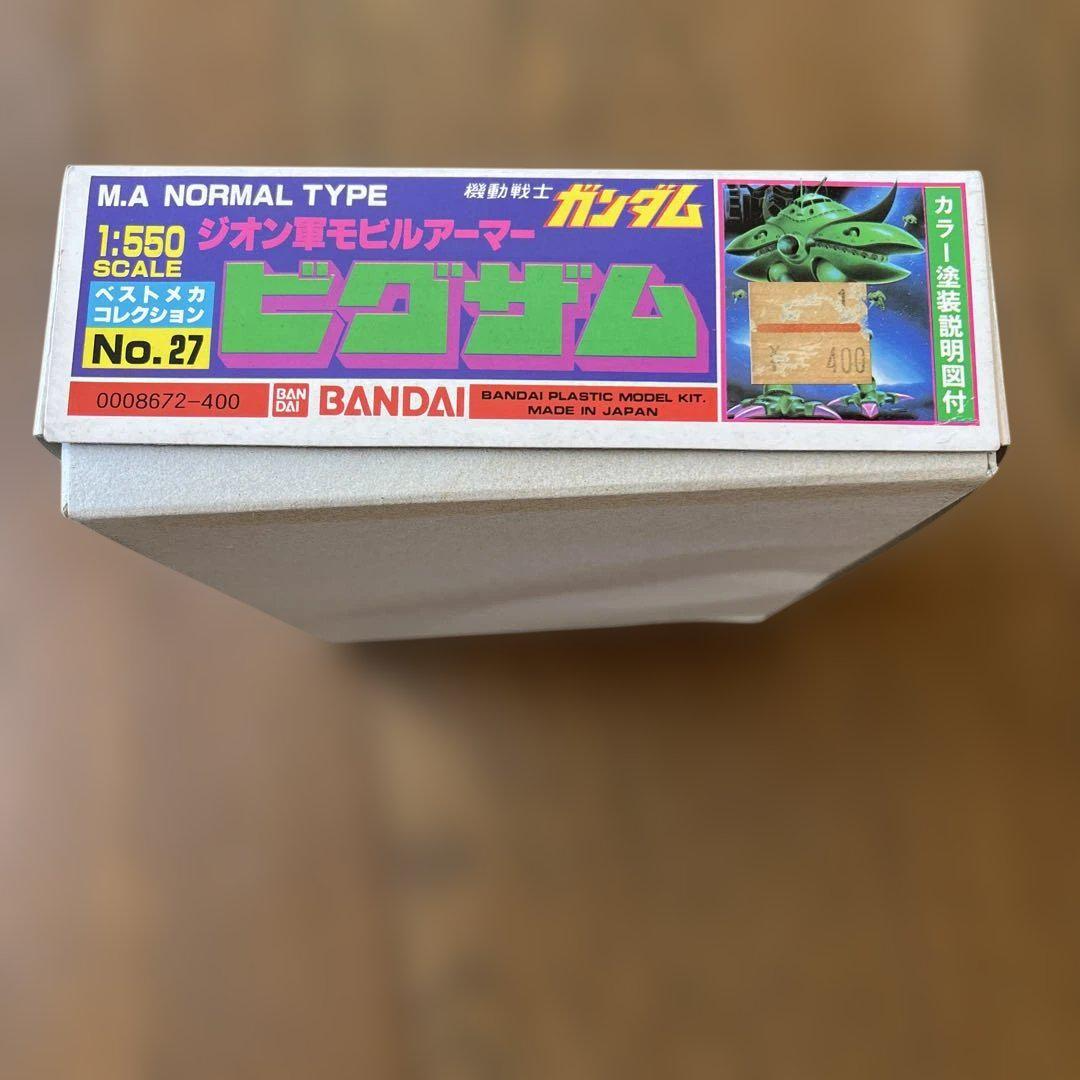 M.A NORMAL TYPE
機動戦士 ガンダム
1:550
SCALE
ジオン軍モビルアーマー
ビグザム
ベストメカ
コレクション
No.27
0008672-400
BAN
DAI
BANDAI
BANDAI PLASTIC MODEL KIT.
MADE IN JAPAN
1
¥ 400
カラー塗装説明図付